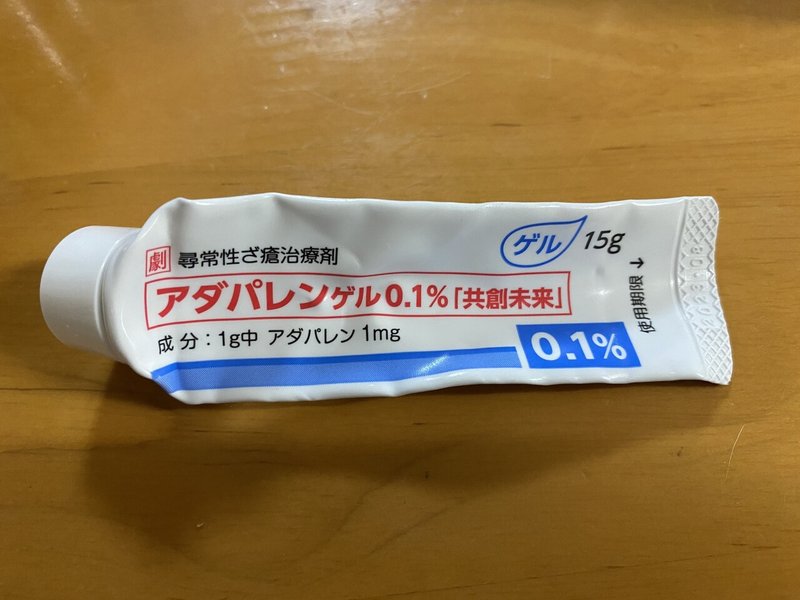 劇 尋常性ざ瘡治療剤
ゲル 15g
アダパレンゲル0.1%「共創未来」
成 分：1g中 アダパレン 1mg
0.1%
使用期限→